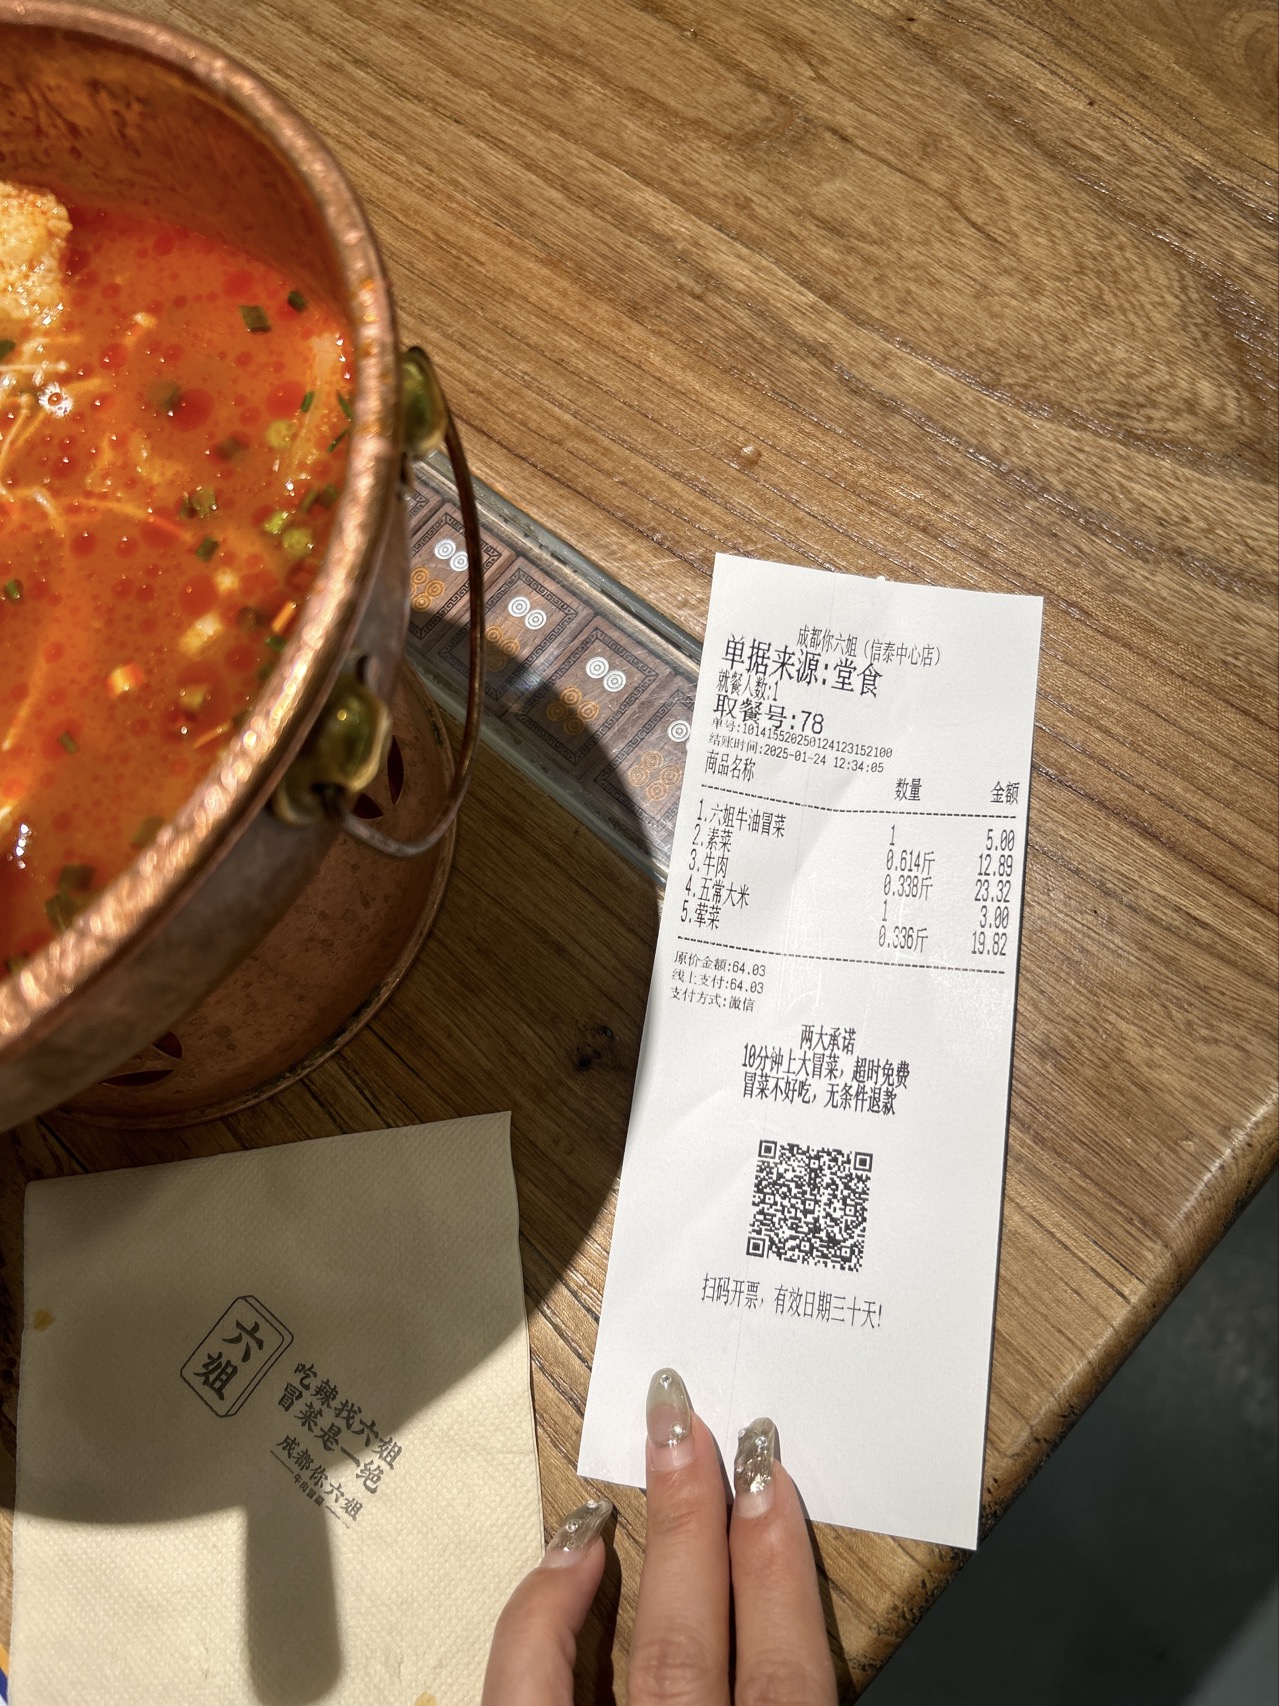 成都你六姐（信泰中心店）
单据来源:堂食
就餐人数:1
取餐号:78
单号:101415520250124123152100
结账时间:2025-01-24 12:34:05
商品名称 数量 金额
1.六姐牛油冒菜 1 5.00
2.素菜 0.614斤 12.89
3.牛肉 0.338斤 23.32
4.五常大米 1 3.00
5.荤菜 0.336斤 19.82
原价金额:64.03
线上支付:64.03
支付方式:微信
两大承诺
10分钟上大冒菜，超时免费
冒菜不好吃，无条件退款
扫码开票，有效日期三十天!
六姐
吃辣找六姐
冒菜是一绝
成都你六姐